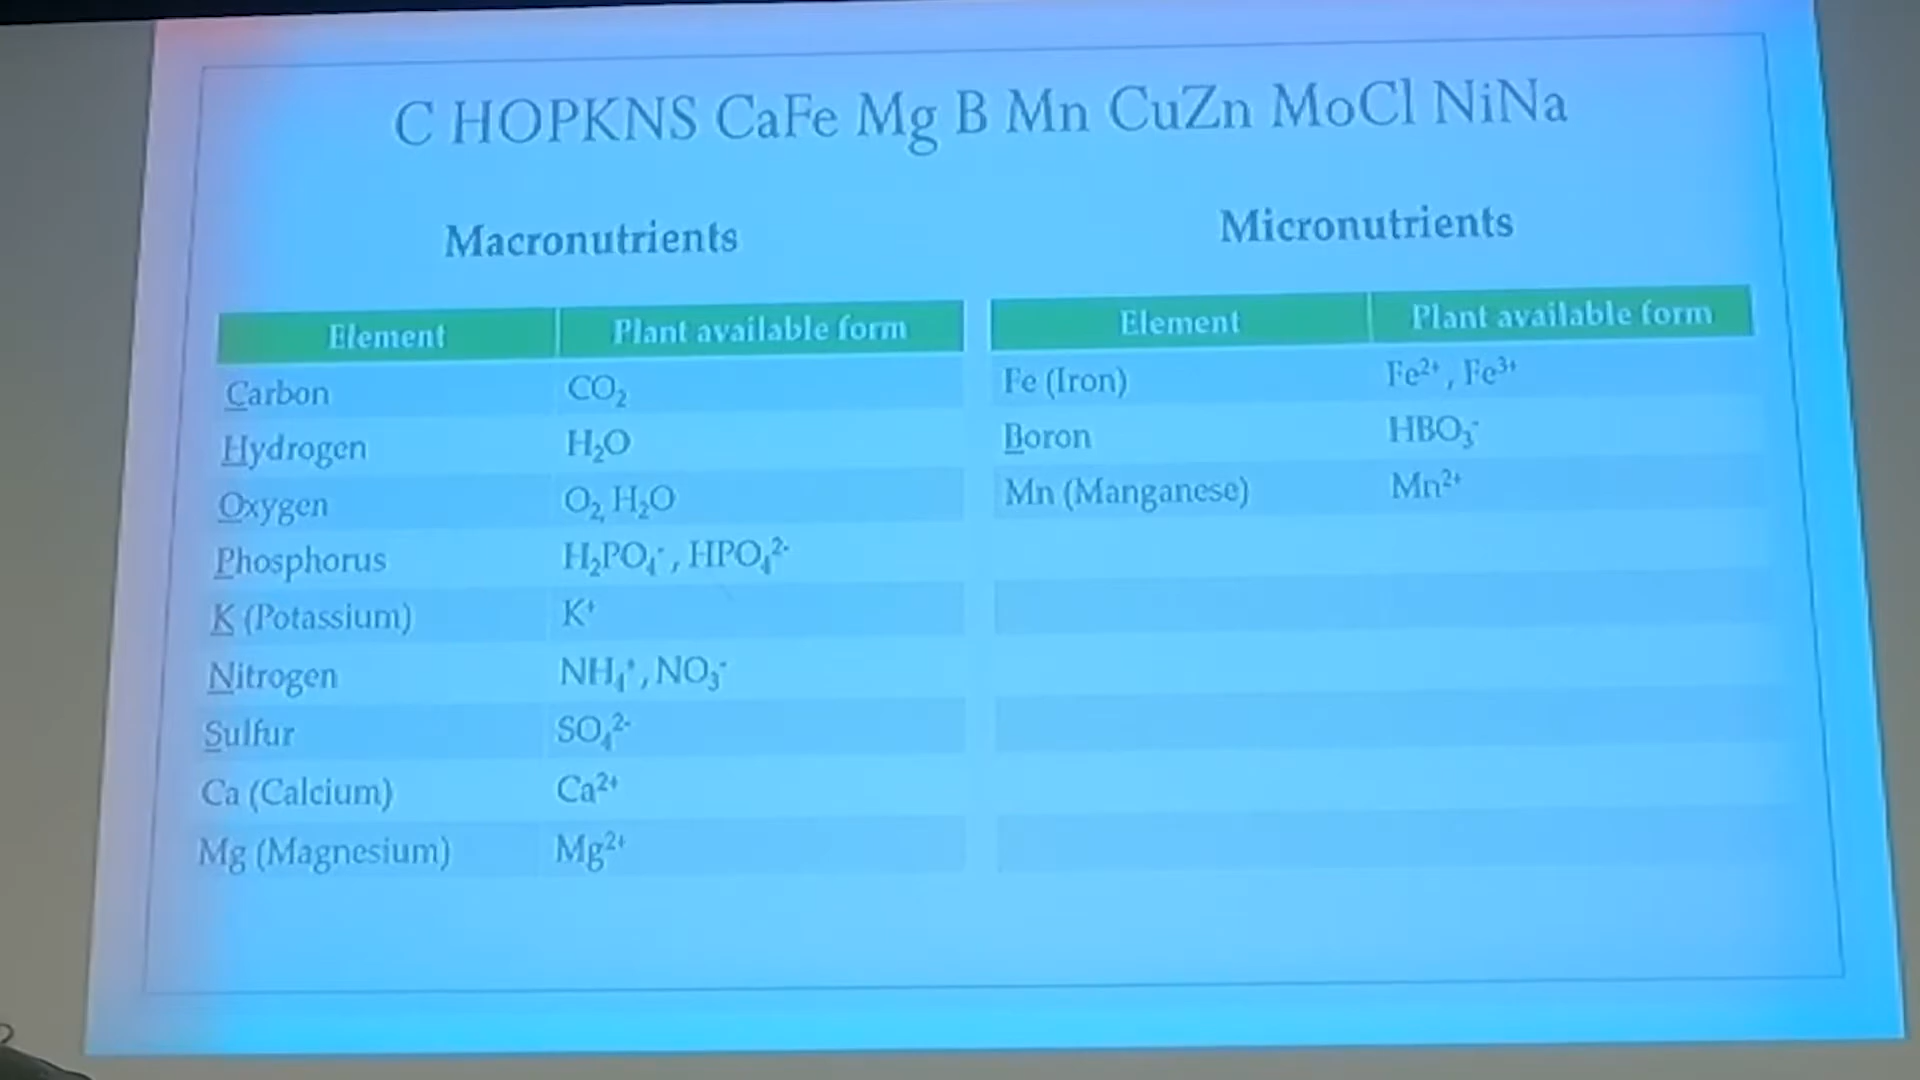 C HOPKNS CaFe Mg B Mn CuZn MoCl NiNa
Macronutrients
Element Plant available form
Carbon CO₂
Hydrogen H₂O
Oxygen O₂, H₂O
Phosphorus H₂PO₄⁻, HPO₄²⁻
K (Potassium) K⁺
Nitrogen NH₄⁺, NO₃⁻
Sulfur SO₄²⁻
Ca (Calcium) Ca²⁺
Mg (Magnesium) Mg²⁺
Micronutrients
Element Plant available form
Fe (Iron) Fe²⁺, Fe³⁺
Boron HBO₃⁻
Mn (Manganese) Mn²⁺